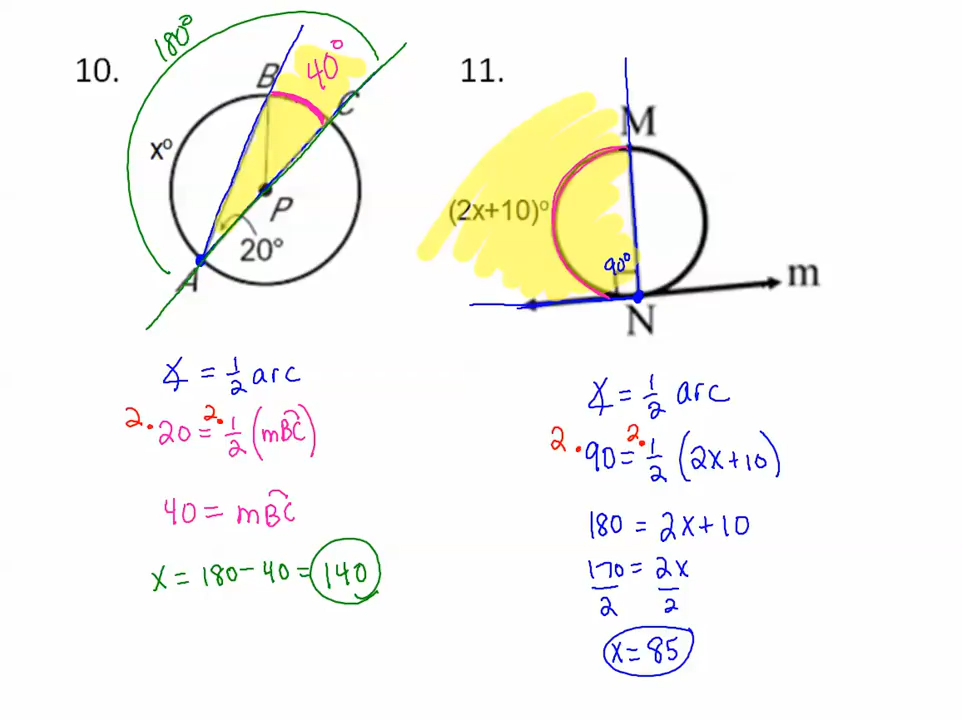 10.
180°
B
40°
C
x°
P
20°
A
∡ = 1/2 arc
2· 20 = 2· 1/2 (mBC⌢)
40 = mBC⌢
x = 180 - 40 = 140
11.
M
(2x+10)°
90°
m
N
∡ = 1/2 arc
2· 90 = 2· 1/2 (2x+10)
180 = 2x+10
170/2 = 2x/2
x = 85